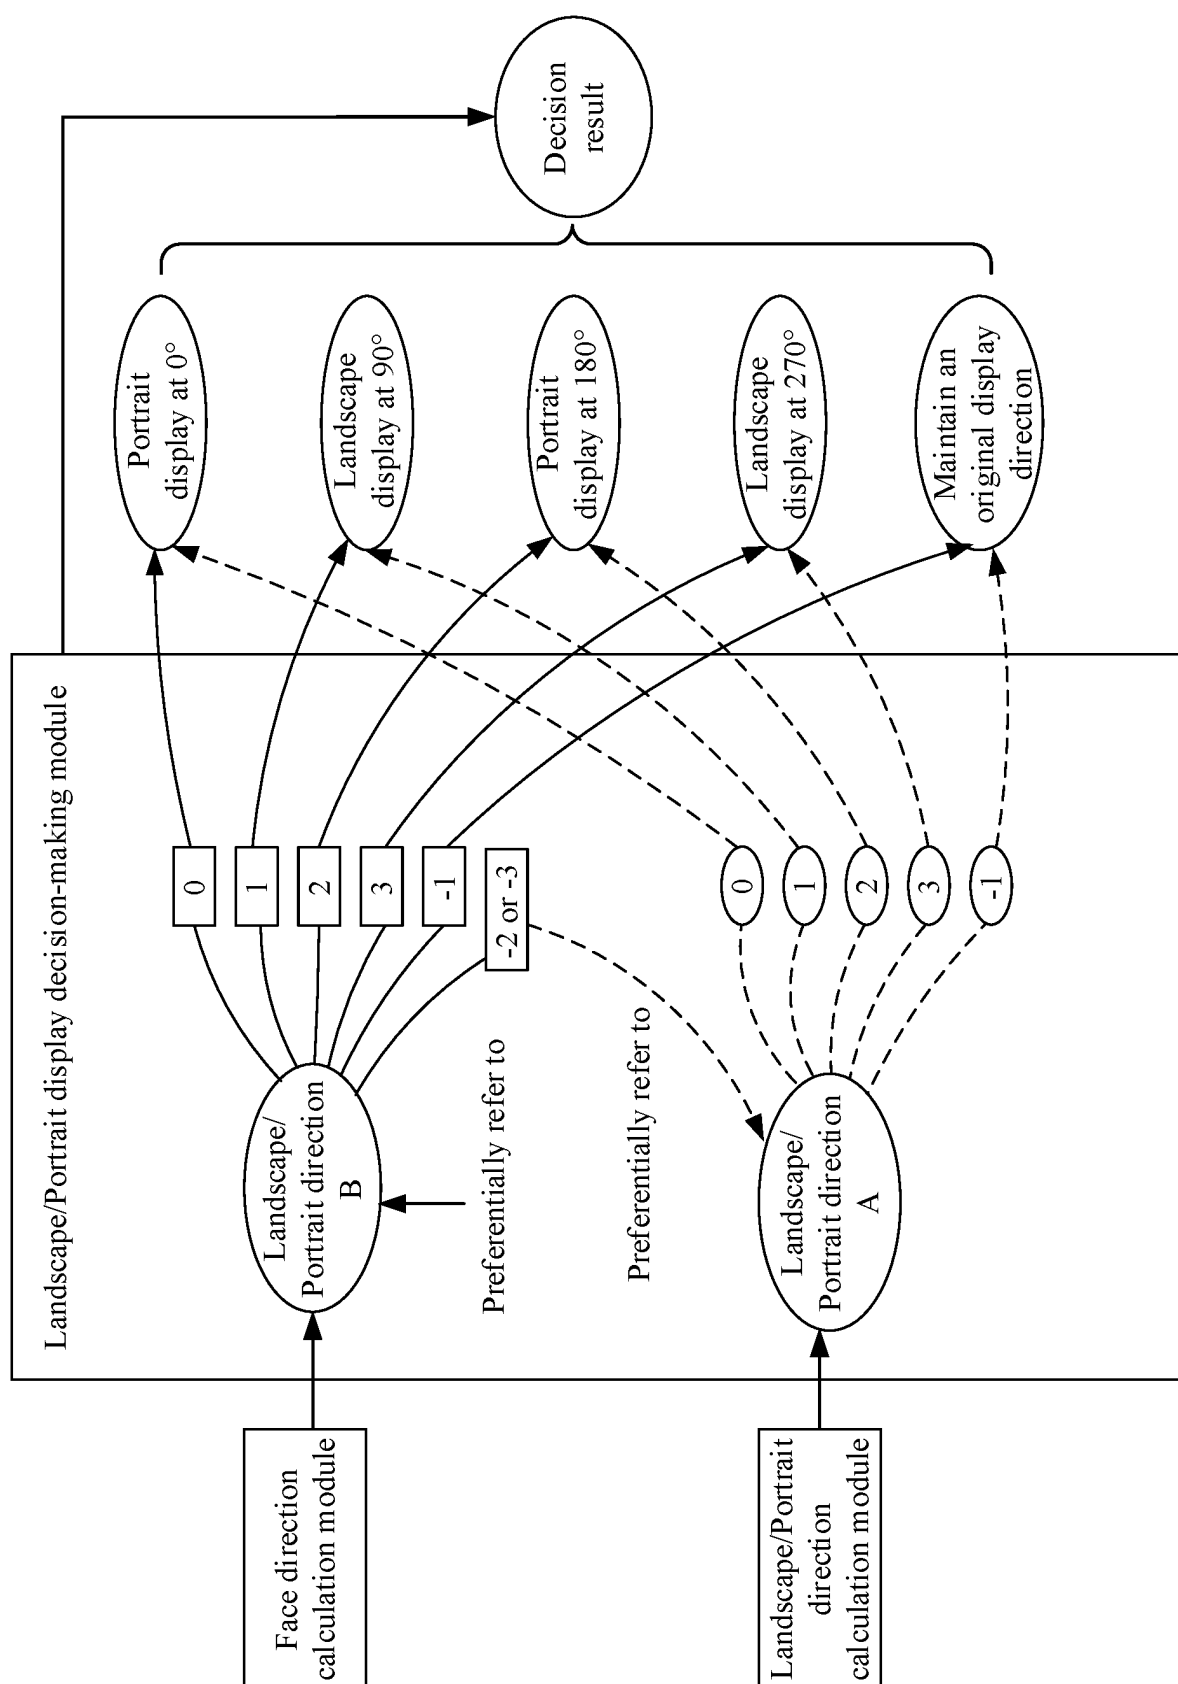 Landscape/Portrait display decision-making module
Face direction
calculation module
Landscape/
Portrait direction
B
Preferentially refer to
0
1
2
3
-1
-2 or -3
Preferentially refer to
Landscape/Portrait
direction
calculation module
Landscape/
Portrait direction
A
0
1
2
3
-1
Portrait
display at 0°
Landscape
display at 90°
Portrait
display at 180°
Landscape
display at 270°
Maintain an
original display
direction
Decision
result